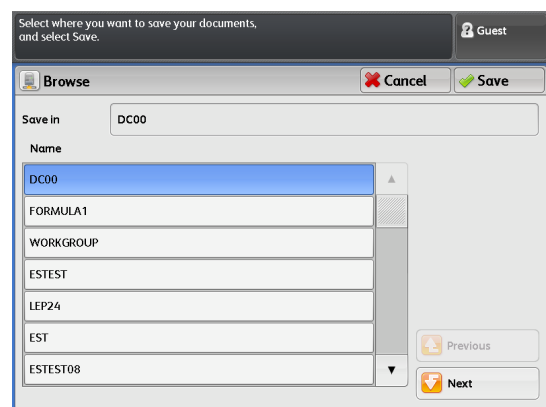 Select where you want to save your documents,
and select Save.
Guest
Browse
Cancel
Save
Save in
DC00
Name
DC00
FORMULA1
WORKGROUP
ESTEST
LEP24
EST
ESTEST08
Previous
Next